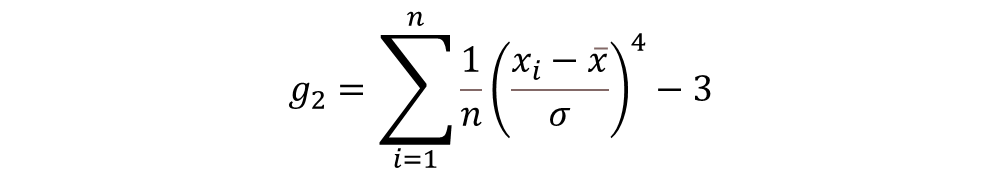 g₂ = ∑ᵢ₌₁ⁿ 1/n ((xᵢ − x̄)/σ)⁴ − 3